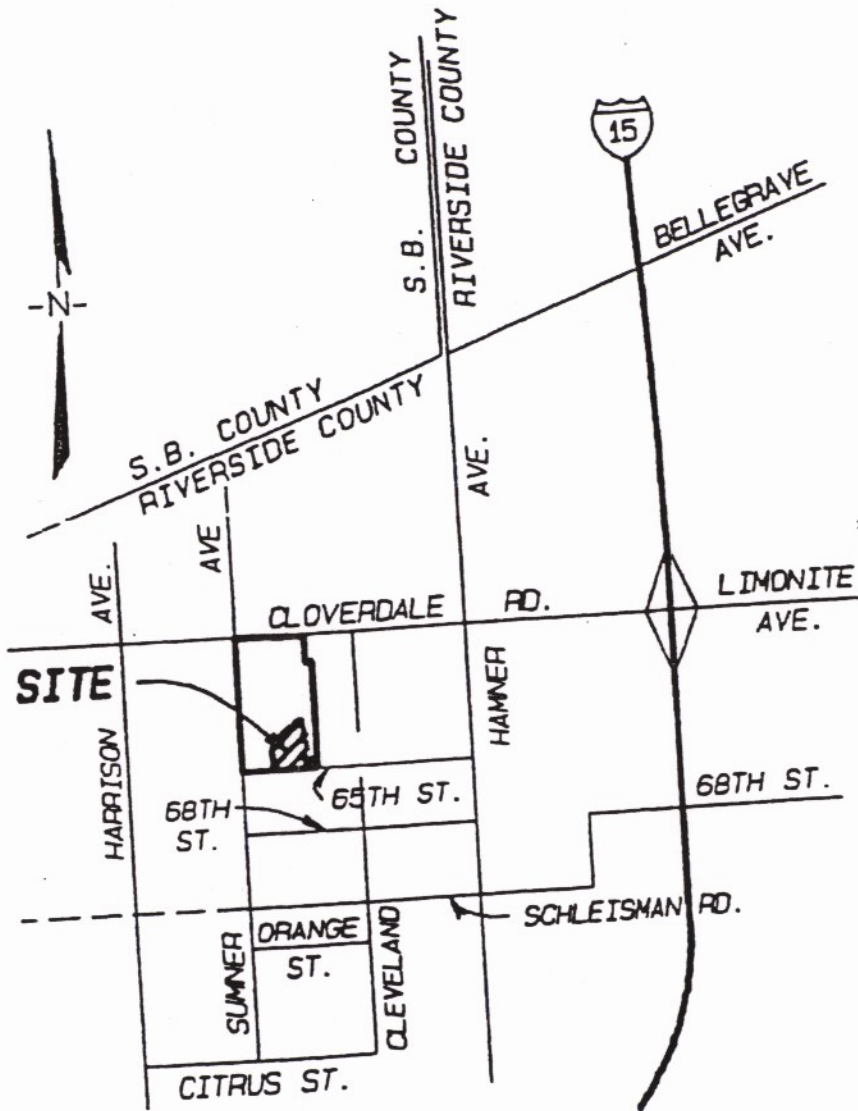 S.B. COUNTY
RIVERSIDE COUNTY
15
BELLEGRAVE
AVE.
-N-
S.B. COUNTY
RIVERSIDE COUNTY
AVE.
AVE
AVE.
CLOVERDALE RD.
LIMONITE
AVE.
SITE
HARRISON
HAMNER
65TH ST.
68TH
ST.
68TH ST.
SCHLEISMAN RD.
SUMNER
ORANGE
ST.
CLEVELAND
CITRUS ST.